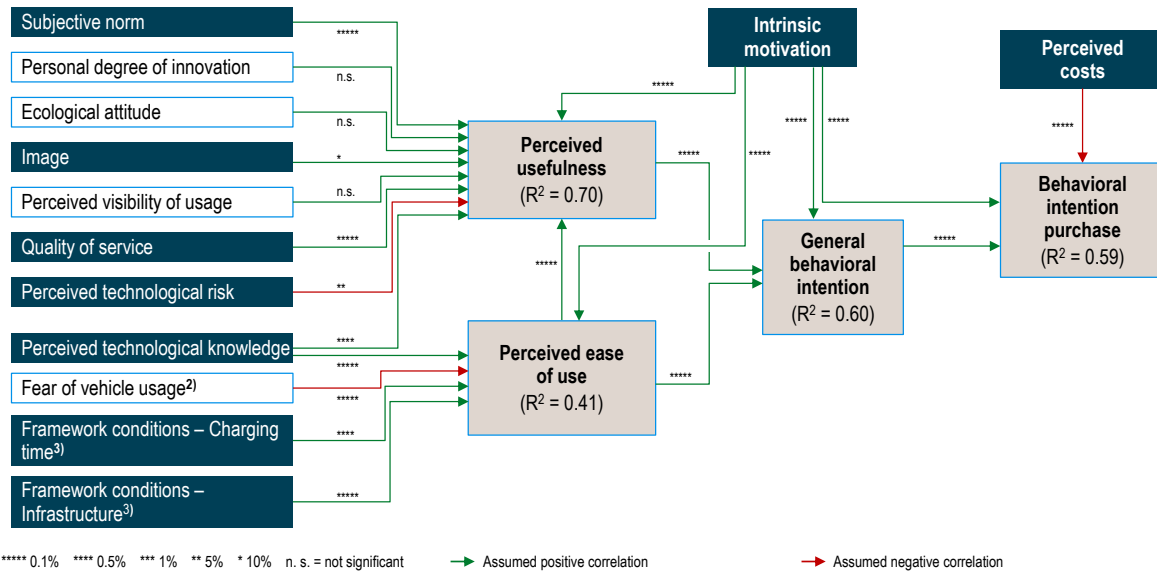 Subjective norm
*****
Personal degree of innovation
n.s.
Ecological attitude
n.s.
Image
*
Perceived visibility of usage
n.s.
Quality of service
*****
Perceived technological risk
**
Perceived technological knowledge
****
*****
Fear of vehicle usage2)
*****
Framework conditions – Charging
time3)
****
Framework conditions –
Infrastructure3)
*****
Perceived
usefulness
(R2 = 0.70)
*****
*****
Perceived ease
of use
(R2 = 0.41)
*****
*****
Intrinsic
motivation
*****
*****
*****
General
behavioral
intention
(R2 = 0.60)
*****
Perceived
costs
*****
Behavioral
intention
purchase
(R2 = 0.59)
***** 0.1% **** 0.5% *** 1% ** 5% * 10% n. s. = not significant
Assumed positive correlation
Assumed negative correlation